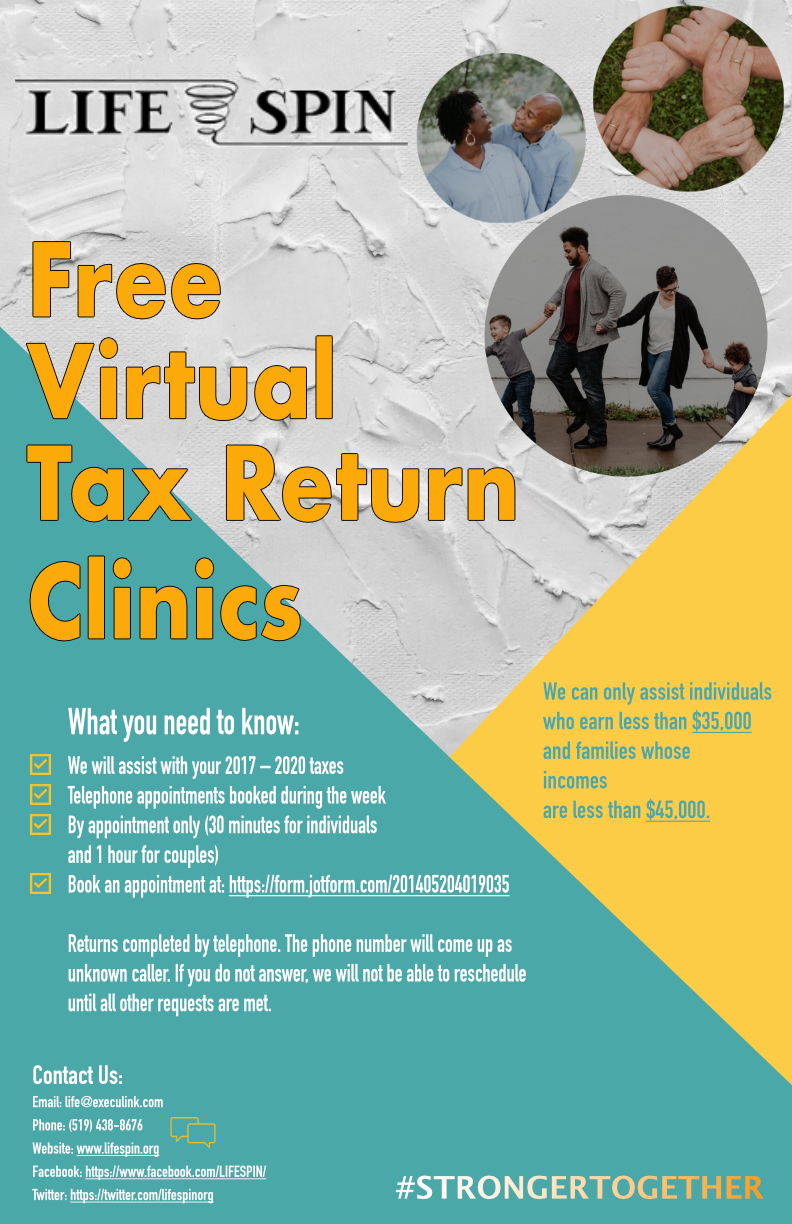 LIFE SPIN
Free
Virtual
Tax Return
Clinics
What you need to know:
We will assist with your 2017 – 2020 taxes
Telephone appointments booked during the week
By appointment only (30 minutes for individuals
and 1 hour for couples)
Book an appointment at: https://form.jotform.com/201405204019035
Returns completed by telephone. The phone number will come up as
unknown caller. If you do not answer, we will not be able to reschedule
until all other requests are met.
We can only assist individuals
who earn less than $35,000
and families whose
incomes
are less than $45,000.
Contact Us:
Email: life@execulink.com
Phone: (519) 438-8676
Website: www.lifespin.org
Facebook: https://www.facebook.com/LIFESPIN/
Twitter: https://twitter.com/lifespinorg
#STRONGERTOGETHER